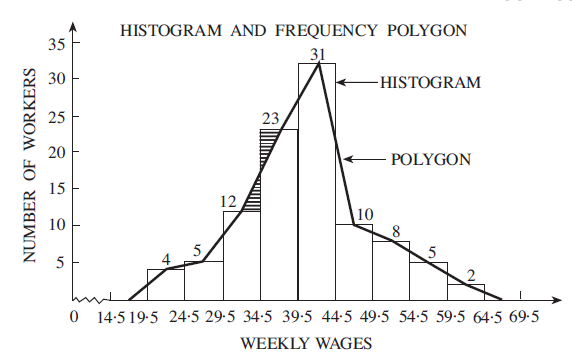 HISTOGRAM AND FREQUENCY POLYGON
35
30
25
20
15
10
5
NUMBER OF WORKERS
31
HISTOGRAM
23
POLYGON
12
10
8
4
5
5
2
0 14·5 19·5 24·5 29·5 34·5 39·5 44·5 49·5 54·5 59·5 64·5 69·5
WEEKLY WAGES